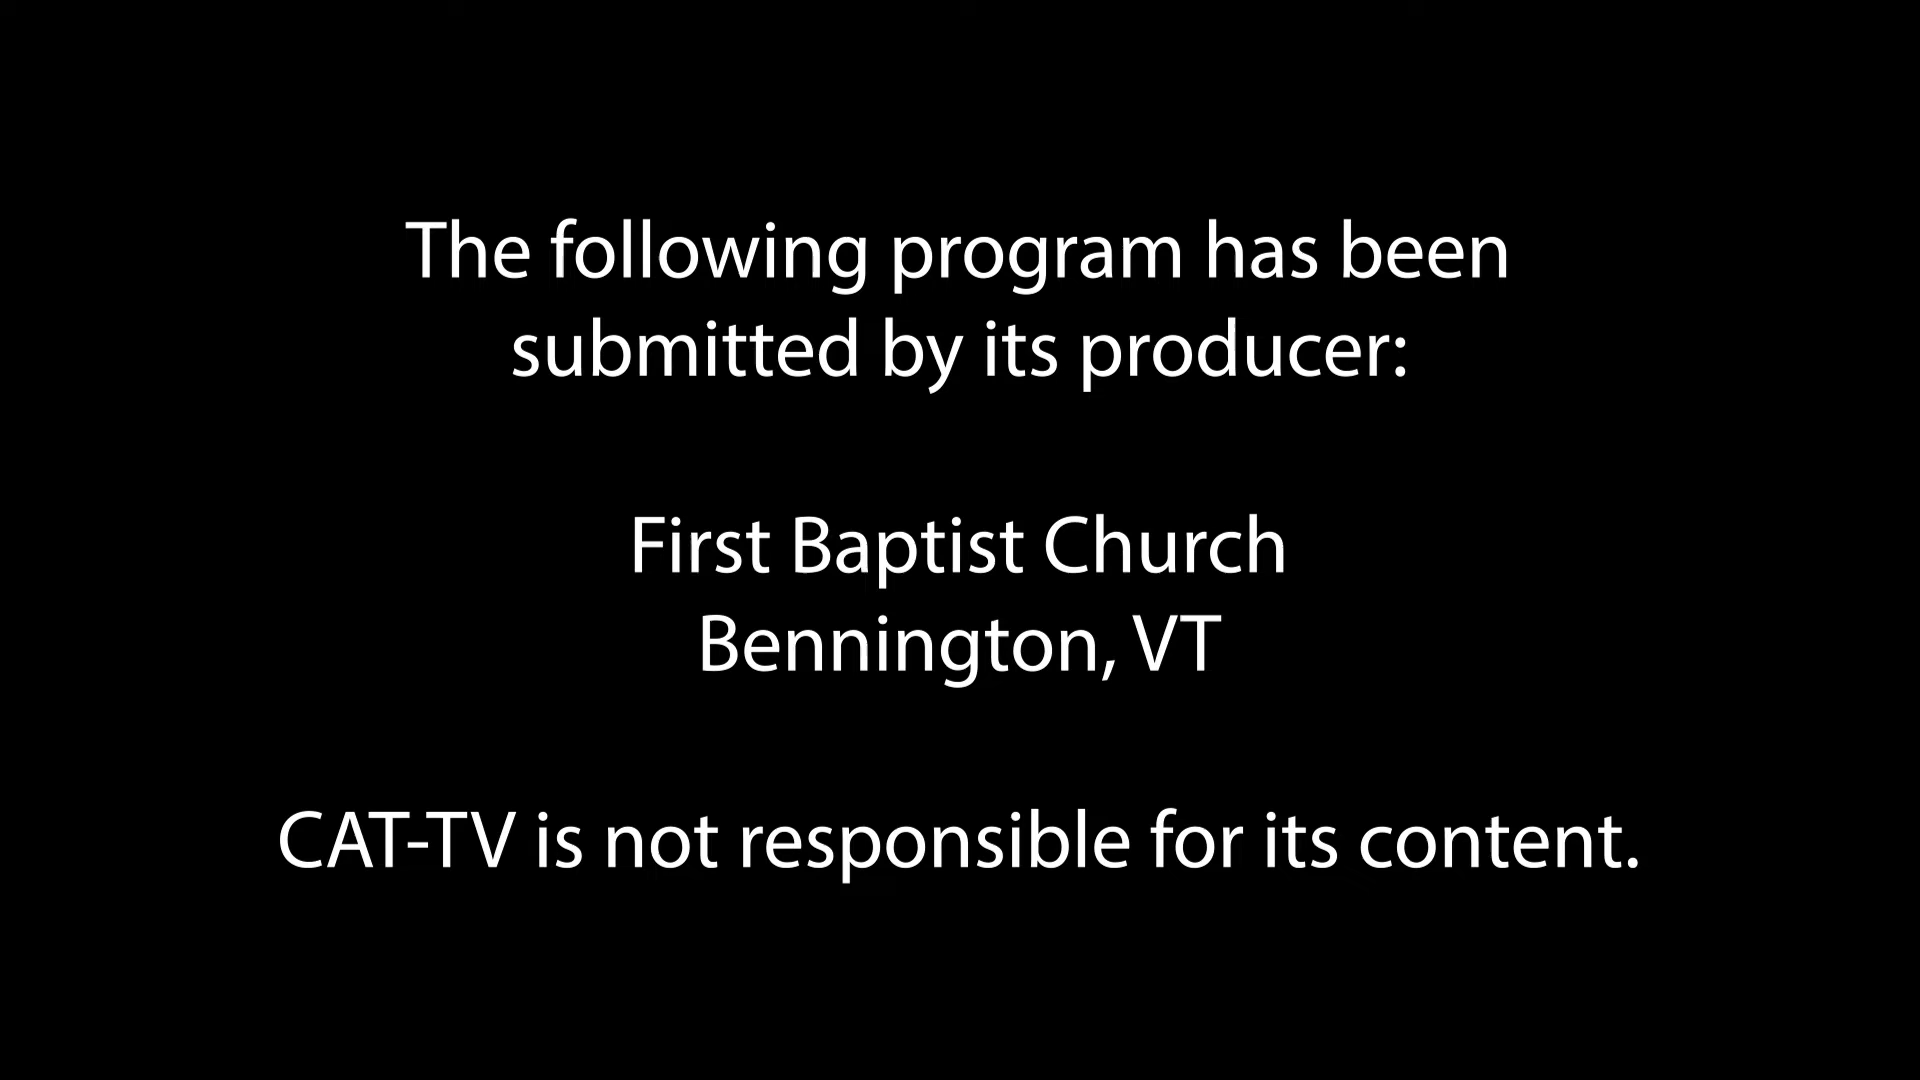 The following program has been
submitted by its producer:
First Baptist Church
Bennington, VT
CAT-TV is not responsible for its content.